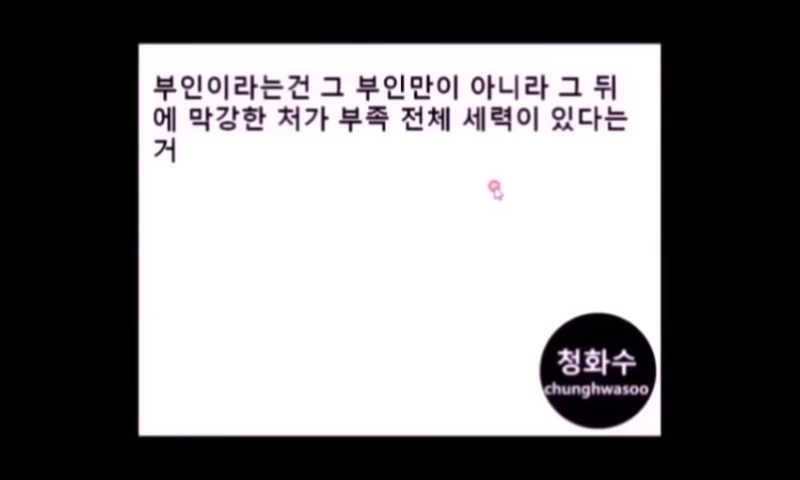 부인이라는건 그 부인만이 아니라 그 뒤
에 막강한 처가 부족 전체 세력이 있다는
거
청화수
chunghwasoo